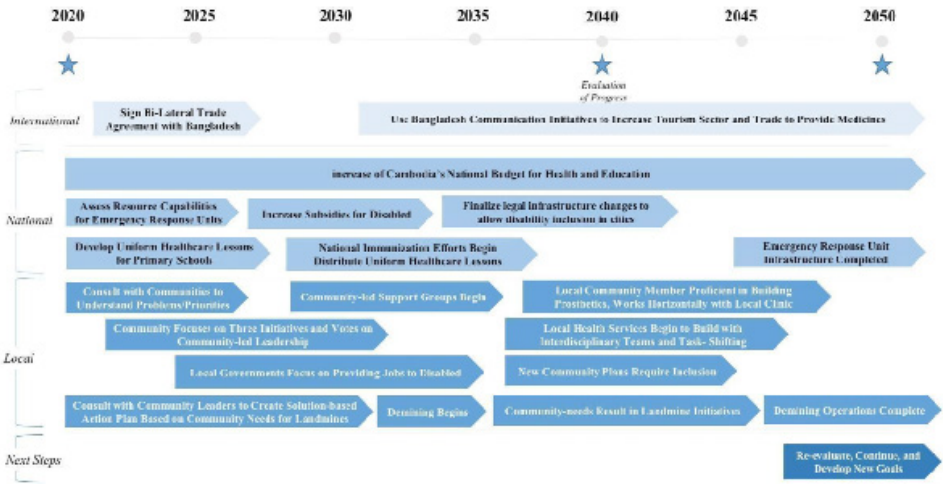 2020 2025 2030 2035 2040 2045 2050
Evaluation
of Progress
International
Sign Bi-Lateral Trade
Agreement with Bangladesh
Use Bangladesh Communication Initiatives to Increase Tourism Sector and Trade to Provide Medicines
National
increase of Cambodia's National Budget for Health and Education
Assess Resource Capabilities
for Emergency Response Units
Increase Subsidies for Disabled
Finalize legal infrastructure changes to
allow disability inclusion in cities
Develop Uniform Healthcare Lessons
for Primary Schools
National Immunization Efforts Begin
Distribute Uniform Healthcare Lessons
Emergency Response Unit
Infrastructure Completed
Local
Consult with Communities to
Understand Problems/Priorities
Community-led Support Groups Begin
Local Community Member Proficient in Building
Prosthetics, Works Horizontally with Local Clinic
Community Focuses on Three Initiatives and Votes on
Community-led Leadership
Local Health Services Begin to Build with
Interdisciplinary Teams and Task- Shifting
Local Governments Focus on Providing Jobs to Disabled
New Community Plans Require Inclusion
Consult with Community Leaders to Create Solution-based
Action Plan Based on Community Needs for Landmines
Demining Begins
Community-needs Result in Landmine Initiatives
Demining Operations Complete
Next Steps
Re-evaluate, Continue, and
Develop New Goals